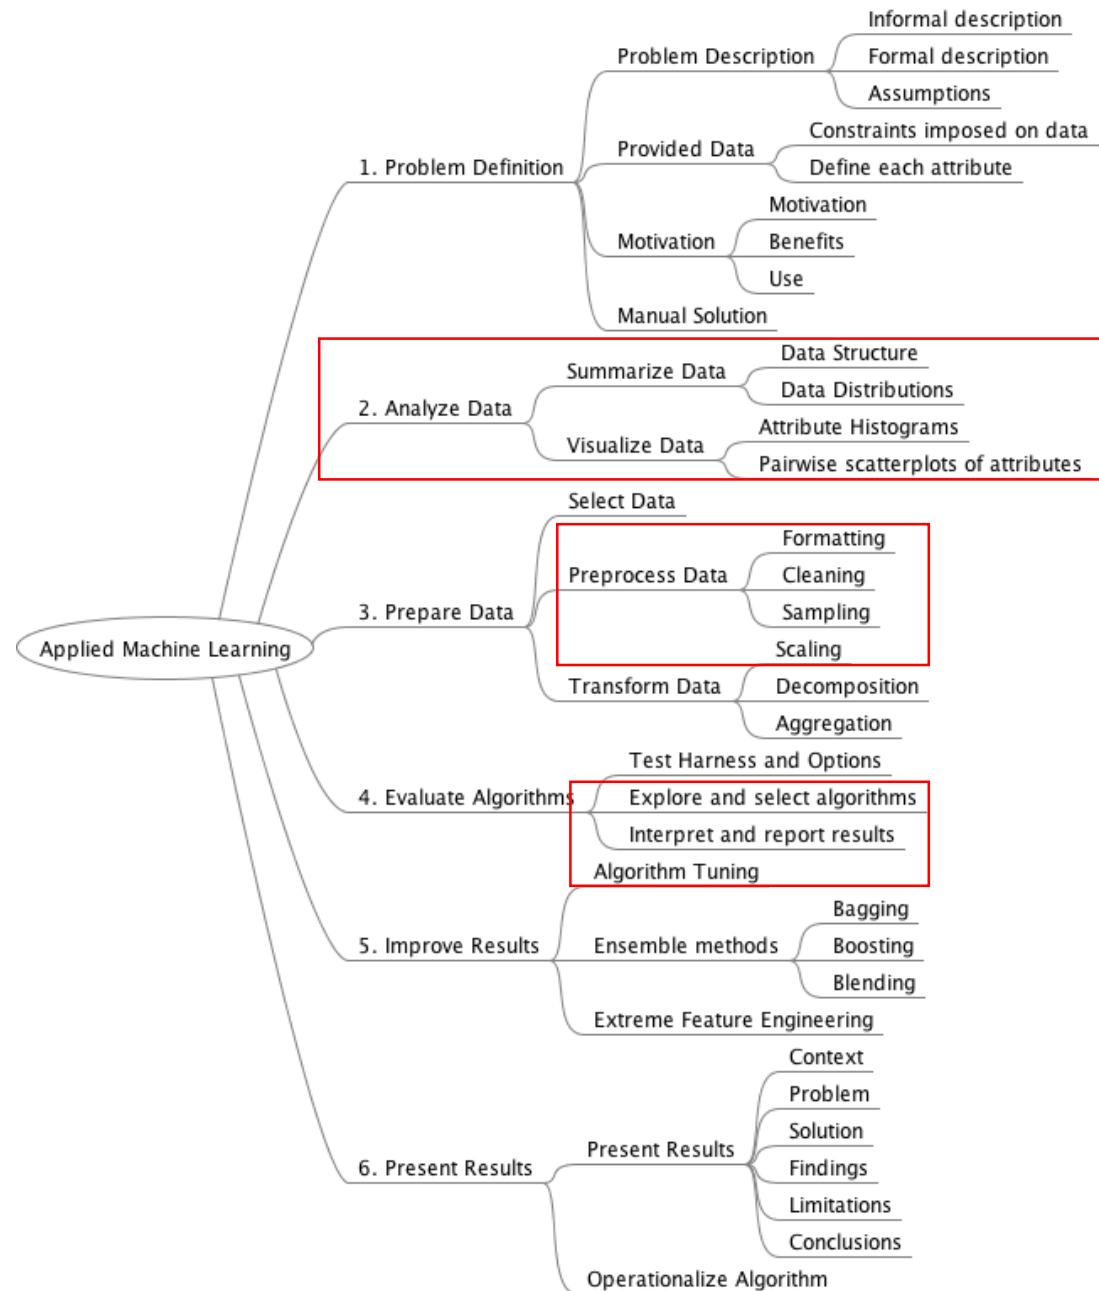 Applied Machine Learning
1. Problem Definition
Problem Description
Informal description
Formal description
Assumptions
Provided Data
Constraints imposed on data
Define each attribute
Motivation
Motivation
Benefits
Use
Manual Solution
2. Analyze Data
Summarize Data
Data Structure
Data Distributions
Visualize Data
Attribute Histograms
Pairwise scatterplots of attributes
3. Prepare Data
Select Data
Preprocess Data
Formatting
Cleaning
Sampling
Transform Data
Scaling
Decomposition
Aggregation
4. Evaluate Algorithms
Test Harness and Options
Explore and select algorithms
Interpret and report results
5. Improve Results
Algorithm Tuning
Ensemble methods
Bagging
Boosting
Blending
Extreme Feature Engineering
6. Present Results
Present Results
Context
Problem
Solution
Findings
Limitations
Conclusions
Operationalize Algorithm